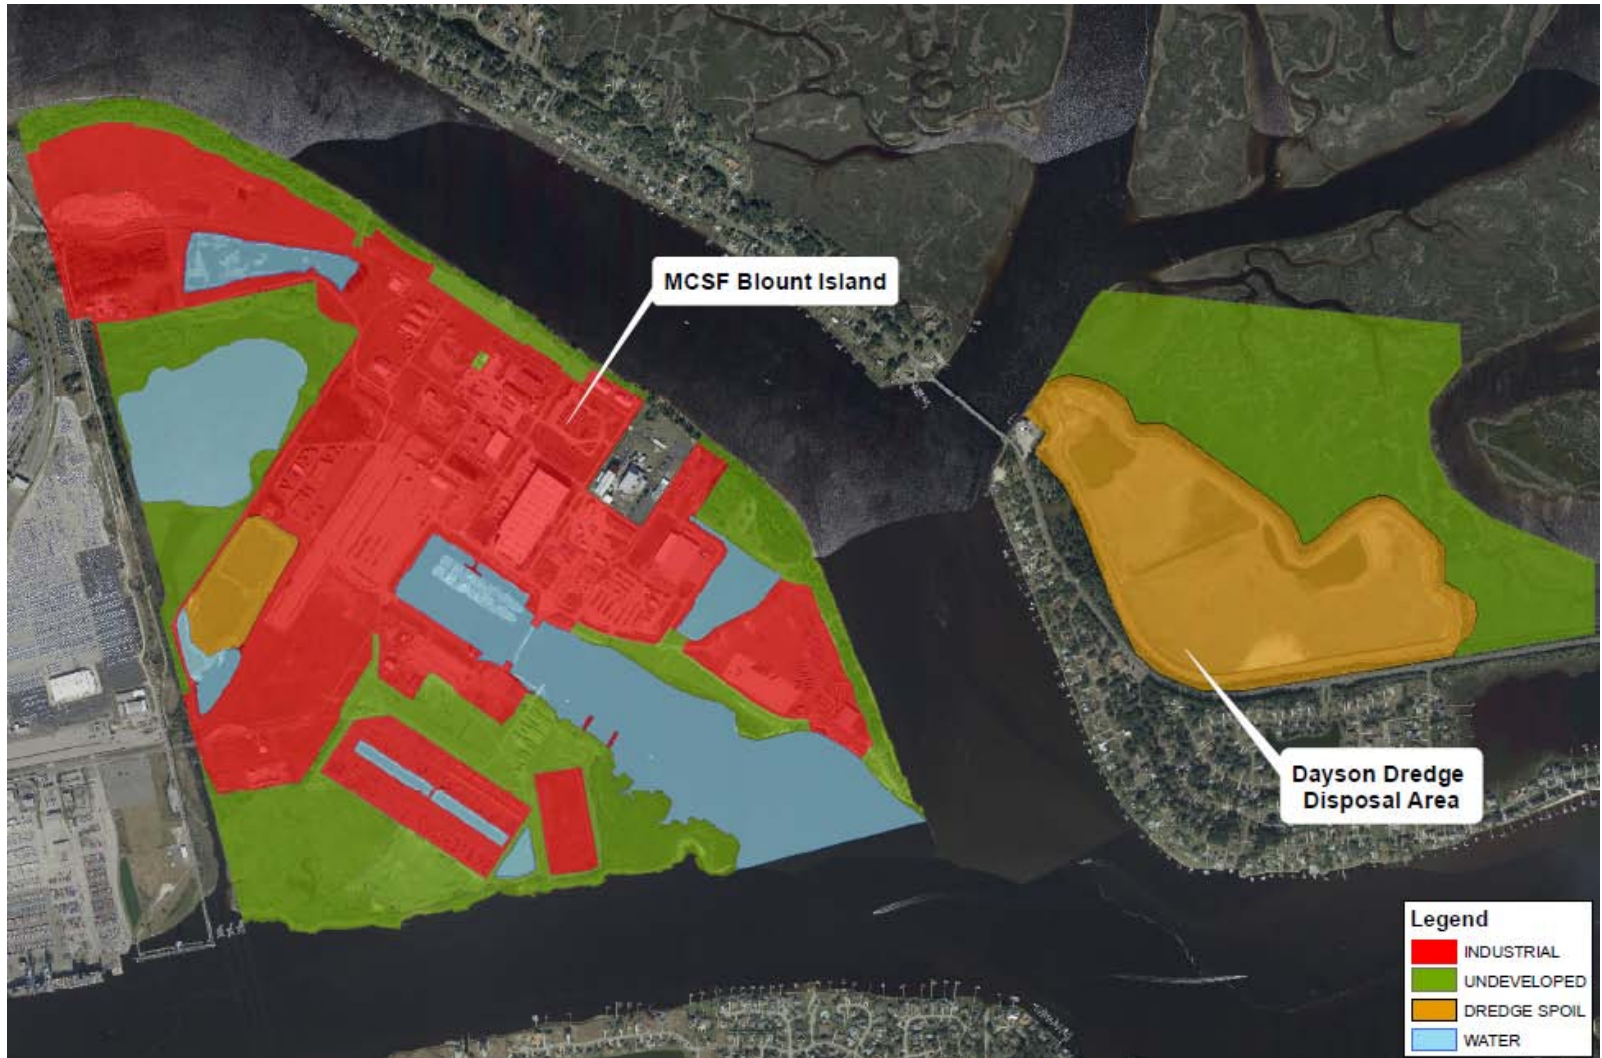 MCSF Blount Island
Dayson Dredge
Disposal Area
Legend
INDUSTRIAL
UNDEVELOPED
DREDGE SPOIL
WATER